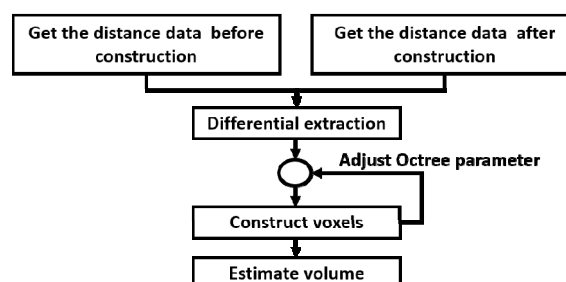 Get the distance data before
construction
Get the distance data after
construction
Differential extraction
Adjust Octree parameter
Construct voxels
Estimate volume